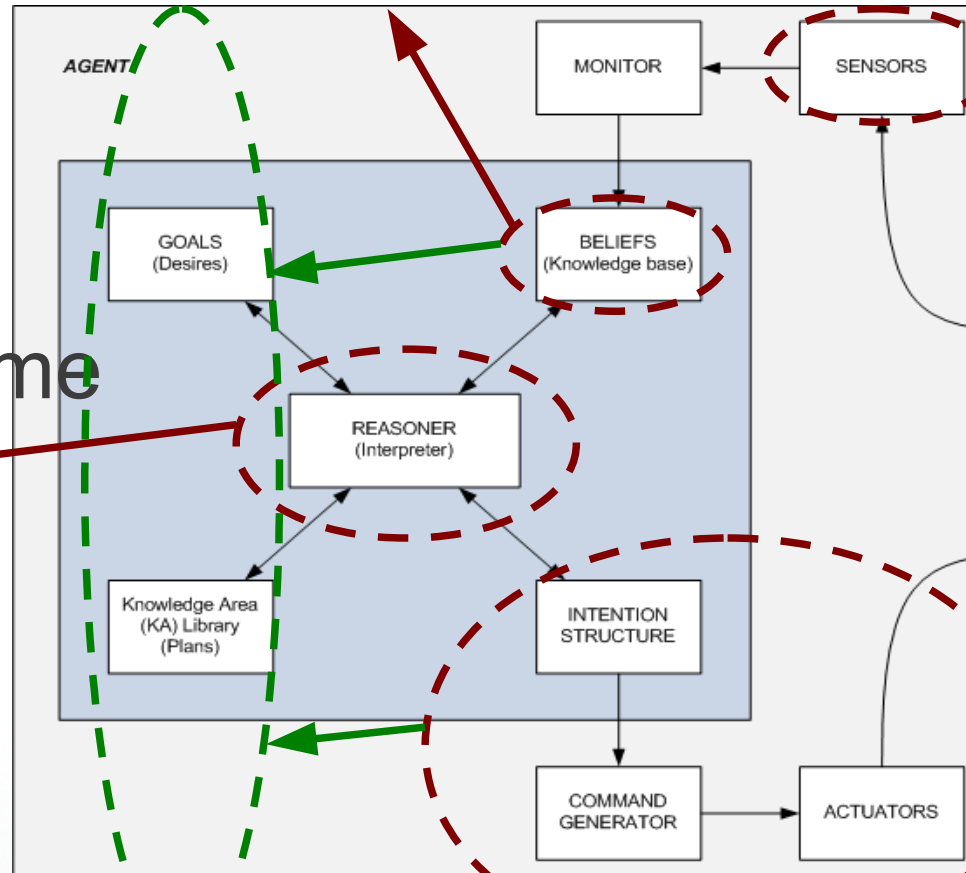 AGENT
MONITOR
SENSORS
GOALS
(Desires)
BELIEFS
(Knowledge base)
me
REASONER
(Interpreter)
Knowledge Area
(KA) Library
(Plans)
INTENTION
STRUCTURE
COMMAND
GENERATOR
ACTUATORS